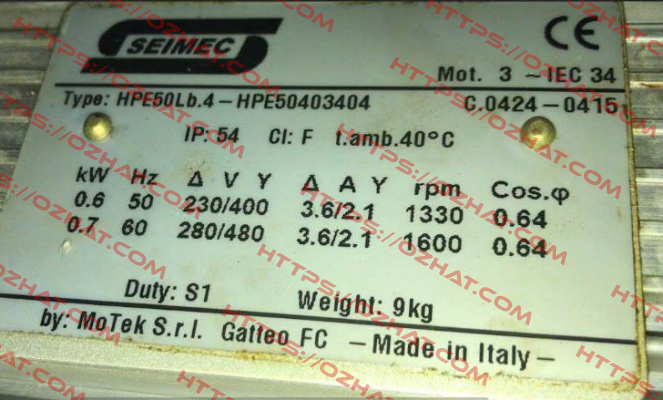 SEIMEC
CE
Mot. 3 ~ IEC 34
Type: HPE50Lb.4-HPE50403404 C.0424-0415
IP: 54 Cl: F t.amb.40°C
kW Hz Δ V Y Δ A Y rpm Cos.φ
0.6 50 230/400 3.6/2.1 1330 0.64
0.7 60 280/480 3.6/2.1 1600 0.64
Duty: S1 Weight: 9kg
by: MoTek S.r.l. Gatteo FC - Made in Italy -
HTTPS://OZHAT.COM